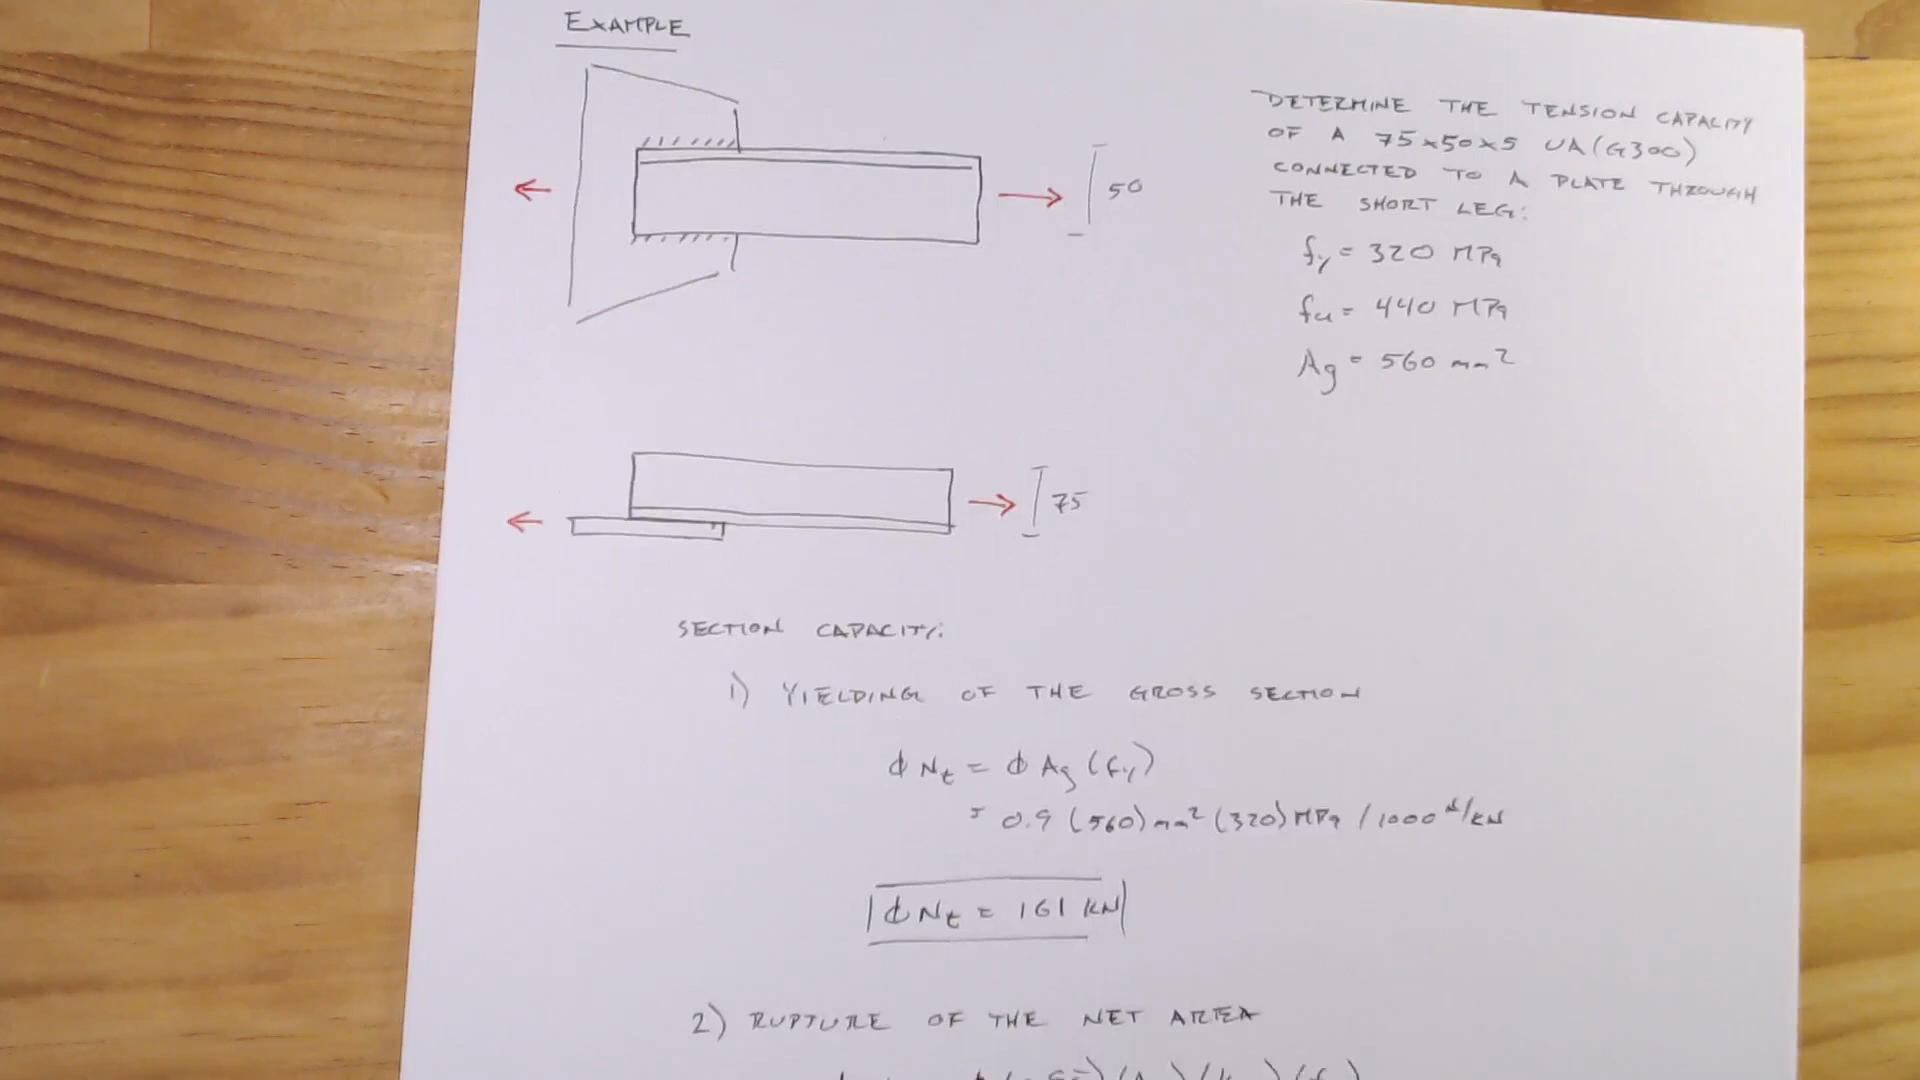 EXAMPLE
DETERMINE THE TENSION CAPACITY
OF A 75x50x5 UA(G300)
CONNECTED TO A PLATE THROUGH
THE SHORT LEG:
fy = 320 MPa
fu = 440 MPa
Ag = 560 mm²
50
75
SECTION CAPACITY:
1) YIELDING OF THE GROSS SECTION
ϕNt = ϕAg(fy)
= 0.9 (560)mm² (320)MPa / 1000 N/kN
ϕNt = 161 kN
2) RUPTURE OF THE NET AREA